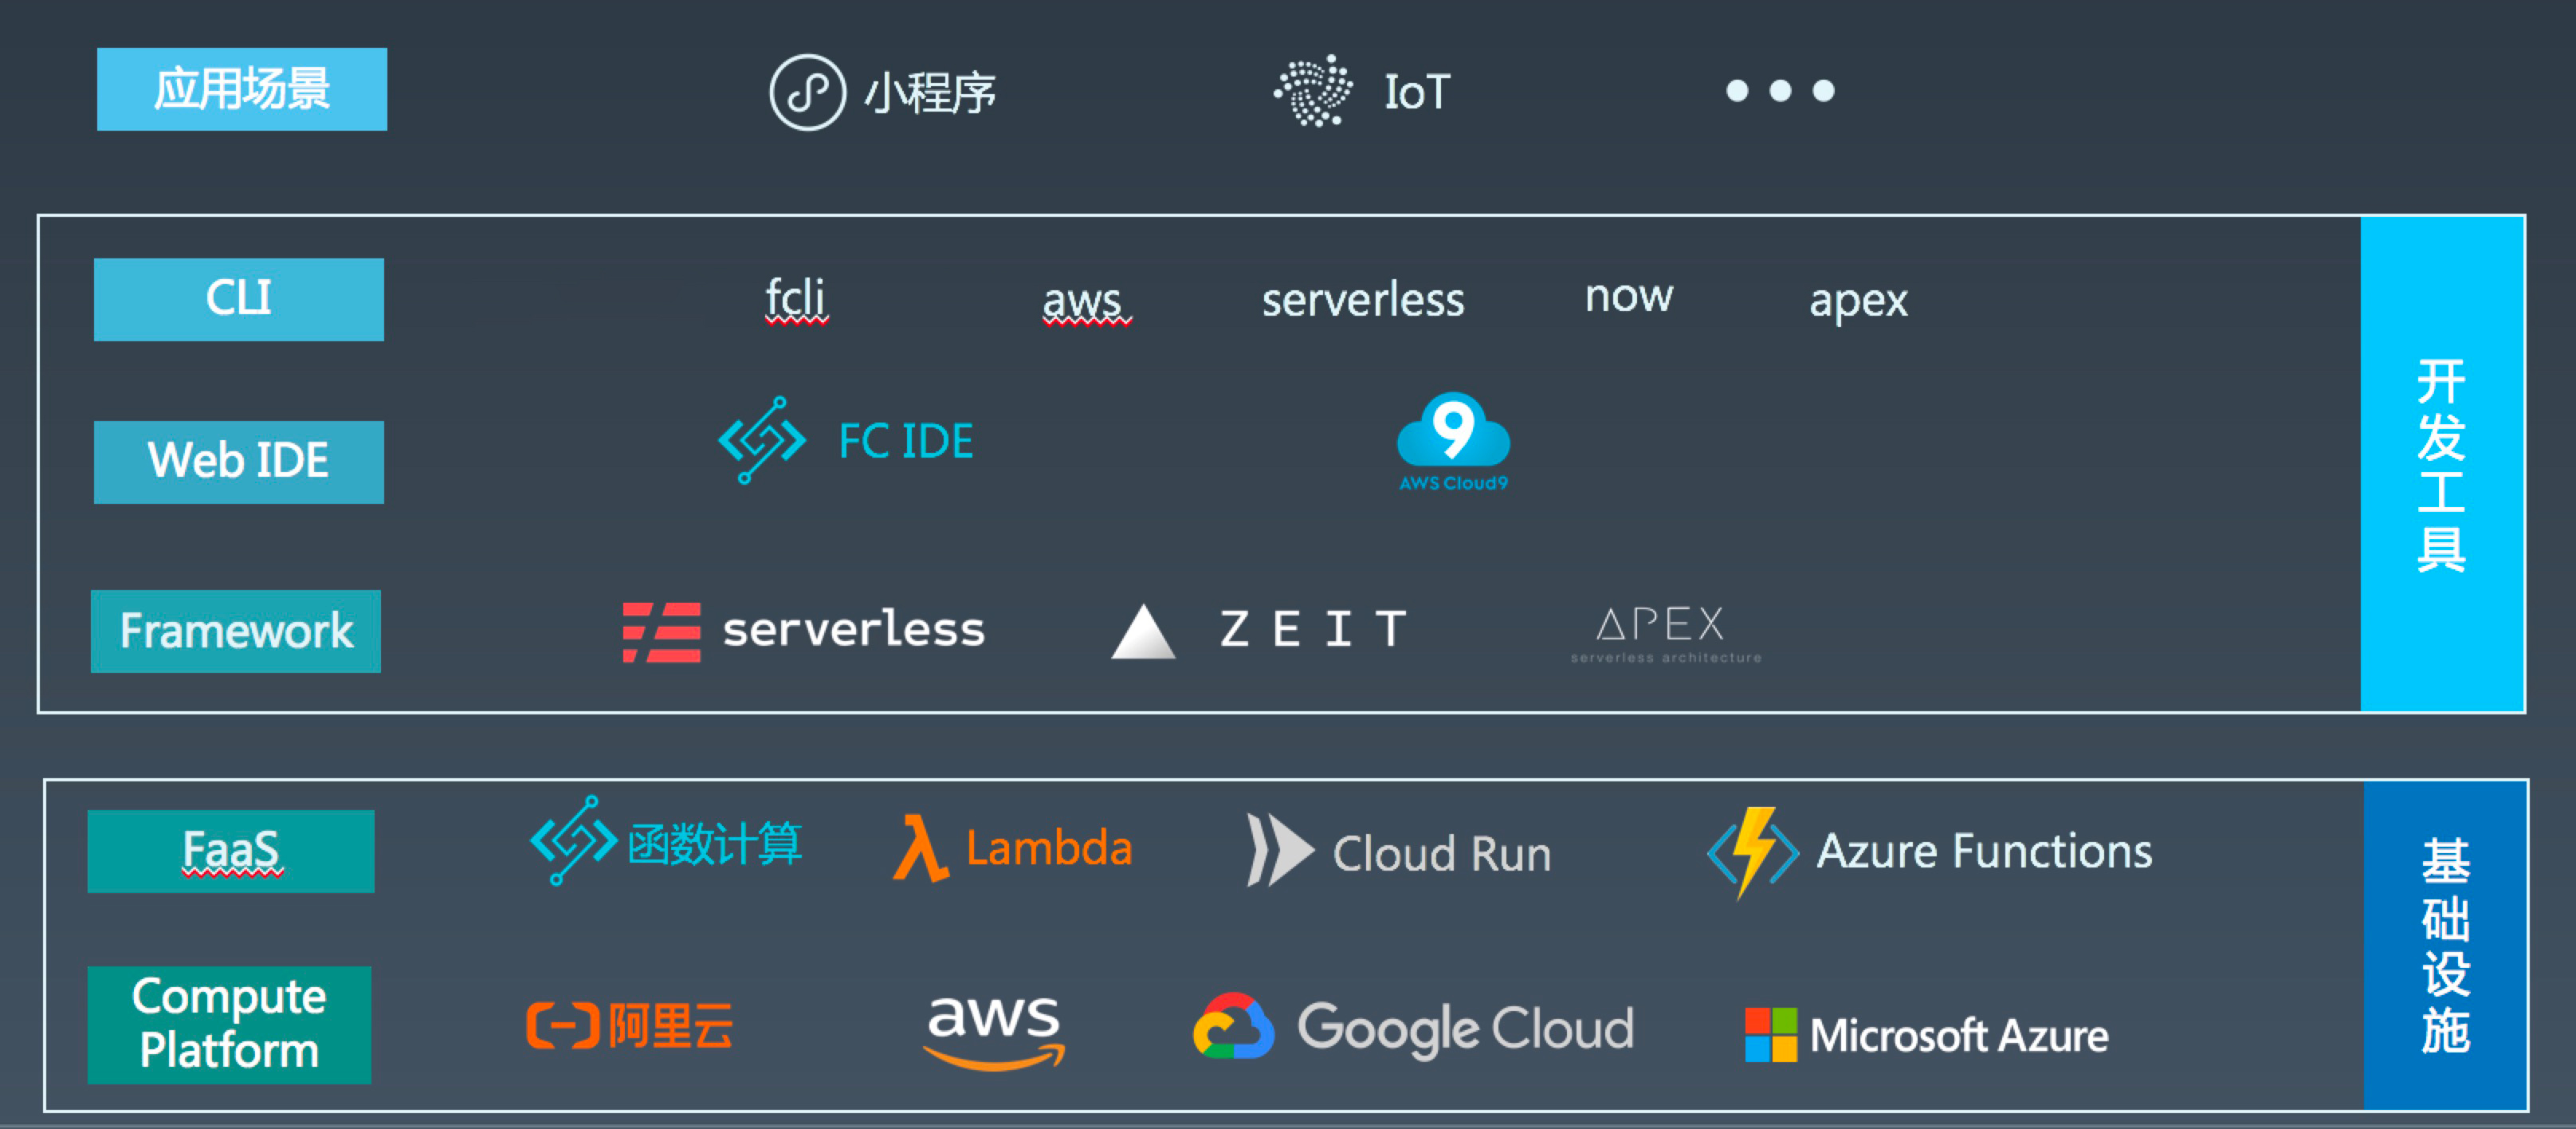 应用场景
小程序
IoT
CLI
fcli
aws
serverless
now
apex
Web IDE
FC IDE
9
AWS Cloud9
Framework
serverless
ZEIT
APEX
serverless architecture
开发工具
FaaS
函数计算
Lambda
Cloud Run
Azure Functions
Compute
Platform
阿里云
aws
Google Cloud
Microsoft Azure
基础设施